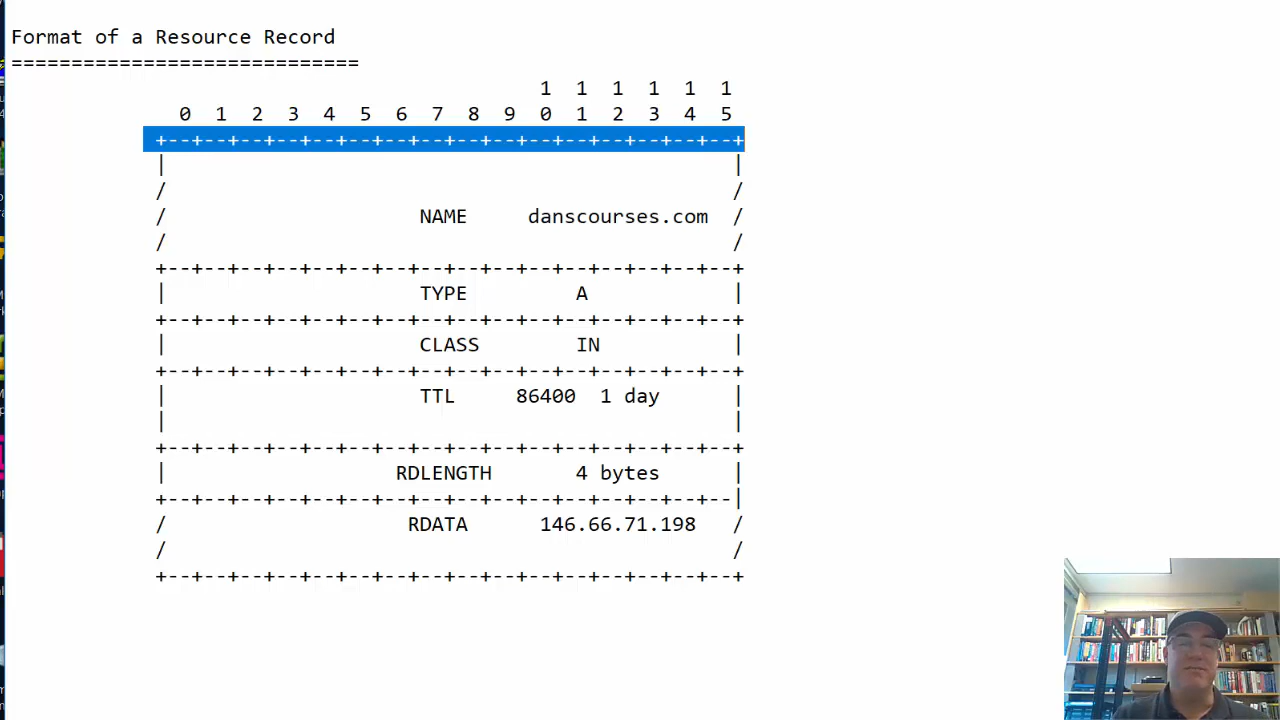 Format of a Resource Record
=============================
1 1 1 1 1 1
0 1 2 3 4 5 6 7 8 9 0 1 2 3 4 5
+--+--+--+--+--+--+--+--+--+--+--+--+--+--+--+--+
| |
/ /
/ NAME danscourses.com /
/ /
+--+--+--+--+--+--+--+--+--+--+--+--+--+--+--+--+
| TYPE A |
+--+--+--+--+--+--+--+--+--+--+--+--+--+--+--+--+
| CLASS IN |
+--+--+--+--+--+--+--+--+--+--+--+--+--+--+--+--+
| TTL 86400 1 day |
| |
+--+--+--+--+--+--+--+--+--+--+--+--+--+--+--+--+
| RDLENGTH 4 bytes |
+--+--+--+--+--+--+--+--+--+--+--+--+--+--+--+--|
/ RDATA 146.66.71.198 /
/ /
+--+--+--+--+--+--+--+--+--+--+--+--+--+--+--+--+